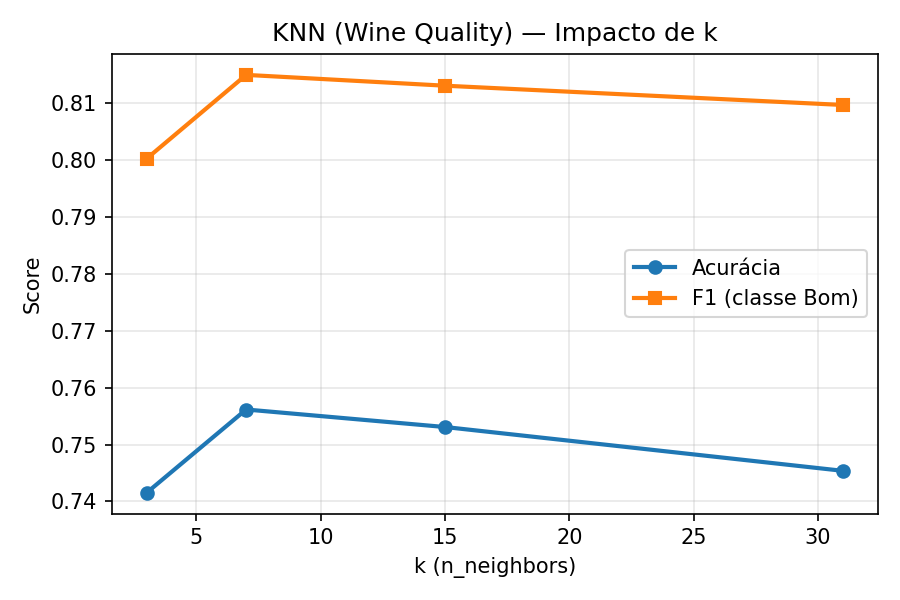 KNN (Wine Quality) — Impacto de k
0.81
0.80
0.79
0.78
0.77
0.76
0.75
0.74
Score
Acurácia
F1 (classe Bom)
5
10
15
20
25
30
k (n_neighbors)